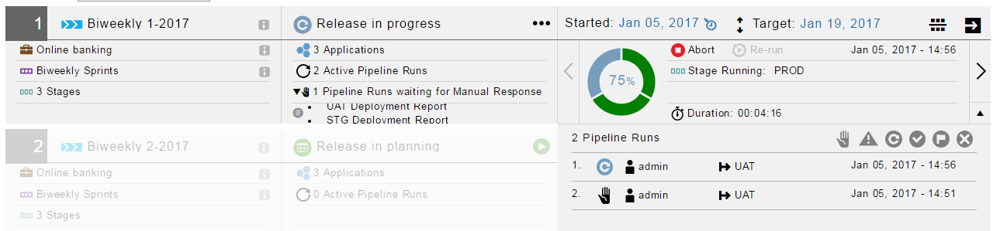 1 Biweekly 1-2017
Release in progress
Started: Jan 05, 2017
Target: Jan 19, 2017
Online banking
Biweekly Sprints
3 Stages
3 Applications
2 Active Pipeline Runs
1 Pipeline Runs waiting for Manual Response
• UAT Deployment Report
• STG Deployment Report
75%
Abort Re-run Jan 05, 2017 - 14:56
Stage Running: PROD
Duration: 00:04:16
2 Biweekly 2-2017
Release in planning
Online banking
Biweekly Sprints
3 Stages
3 Applications
0 Active Pipeline Runs
2 Pipeline Runs
1. admin UAT Jan 05, 2017 - 14:56
2. admin UAT Jan 05, 2017 - 14:51